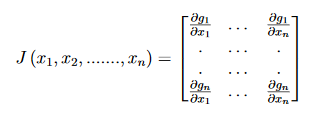 J (x₁, x₂, ......., xₙ) = [ ∂g₁/∂x₁ ... ∂g₁/∂xₙ
. ... .
. ... .
∂gₙ/∂x₁ ... ∂gₙ/∂xₙ ]